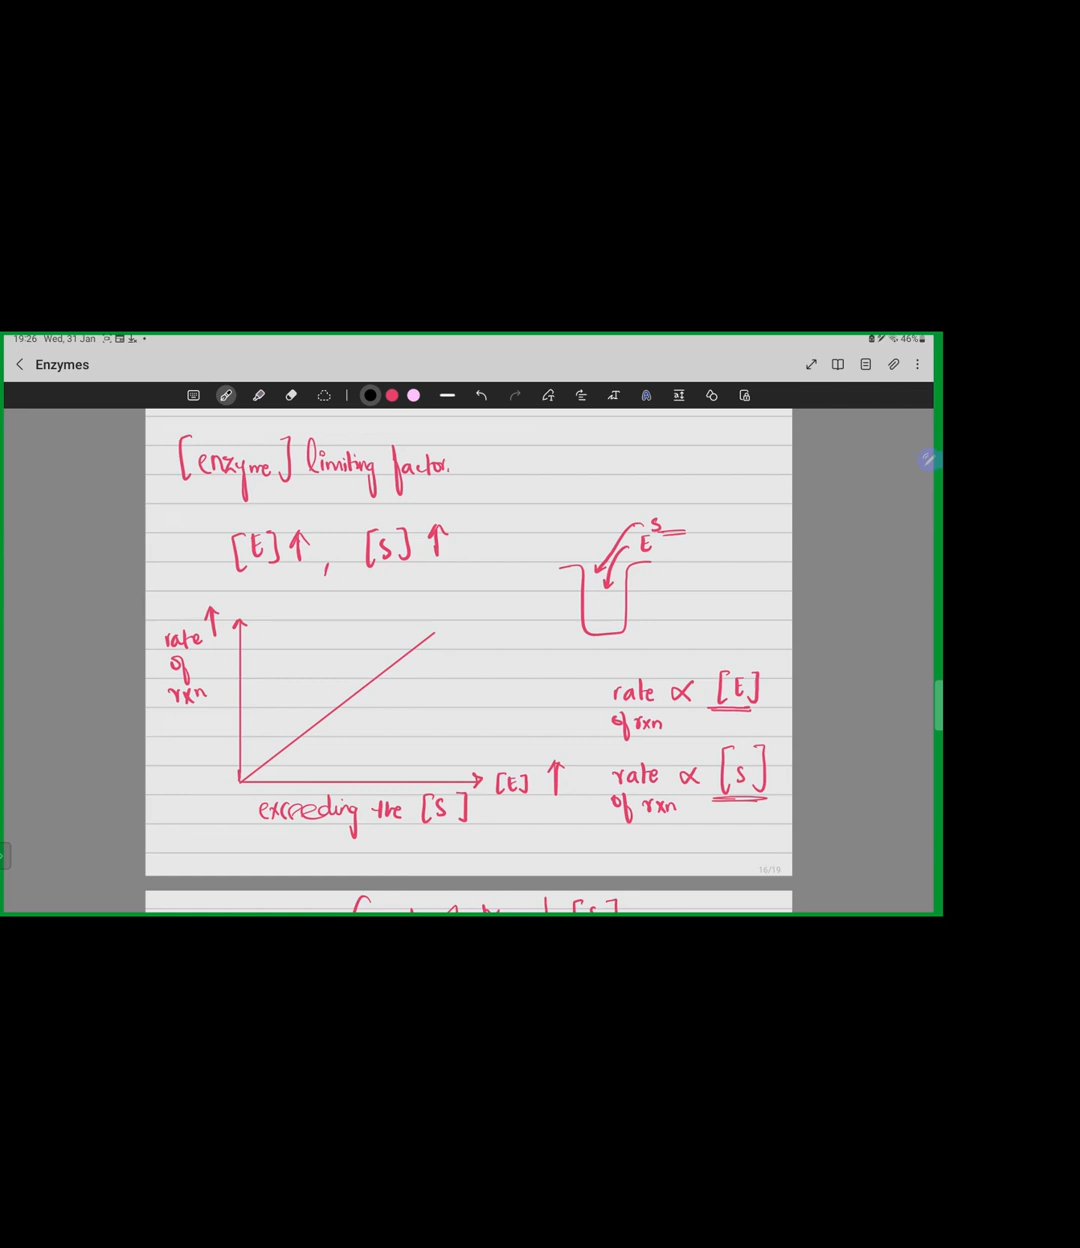 19:26 Wed, 31 Jan
46%
Enzymes
[enzyme] limiting factor.
[E]↑, [S]↑
S
E
rate ↑
of
rxn
[E] ↑
exceeding the [S]
rate ∝ [E]
of rxn
rate ∝ [S]
of rxn
16/19
[S]